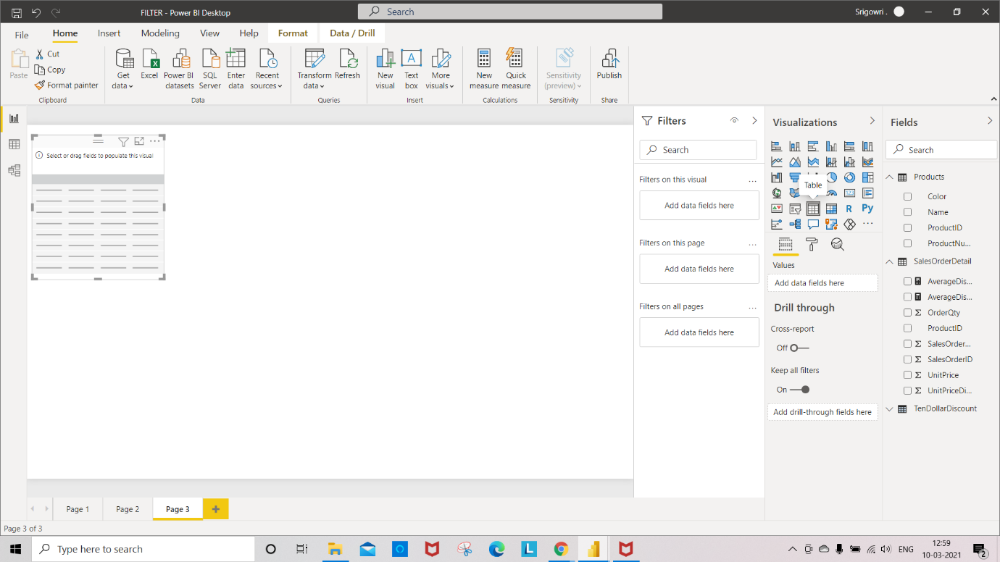 FILTER - Power BI Desktop
Search
Srigowri .
File
Home
Insert
Modeling
View
Help
Format
Data / Drill
Paste
Cut
Copy
Format painter
Clipboard
Get data
Excel
Power BI datasets
SQL Server
Enter data
Recent sources
Data
Transform data
Refresh
Queries
New visual
Text box
More visuals
Insert
New measure
Quick measure
Calculations
Sensitivity (preview)
Sensitivity
Publish
Share
Select or drag fields to populate this visual
Filters
Search
Filters on this visual
...
Add data fields here
Filters on this page
...
Add data fields here
Filters on all pages
...
Add data fields here
Visualizations
Table
R
Py
123
A
...
Values
Add data fields here
Drill through
Cross-report
Off
Keep all filters
On
Add drill-through fields here
Fields
Search
Products
Color
Name
ProductID
ProductNu...
SalesOrderDetail
AverageDis...
AverageDis...
Σ OrderQty
ProductID
Σ SalesOrder...
Σ SalesOrderID
Σ UnitPrice
Σ UnitPriceDi...
TenDollarDiscount
Page 1
Page 2
Page 3
+
Page 3 of 3
Type here to search
L
ENG
12:59
10-03-2021
2